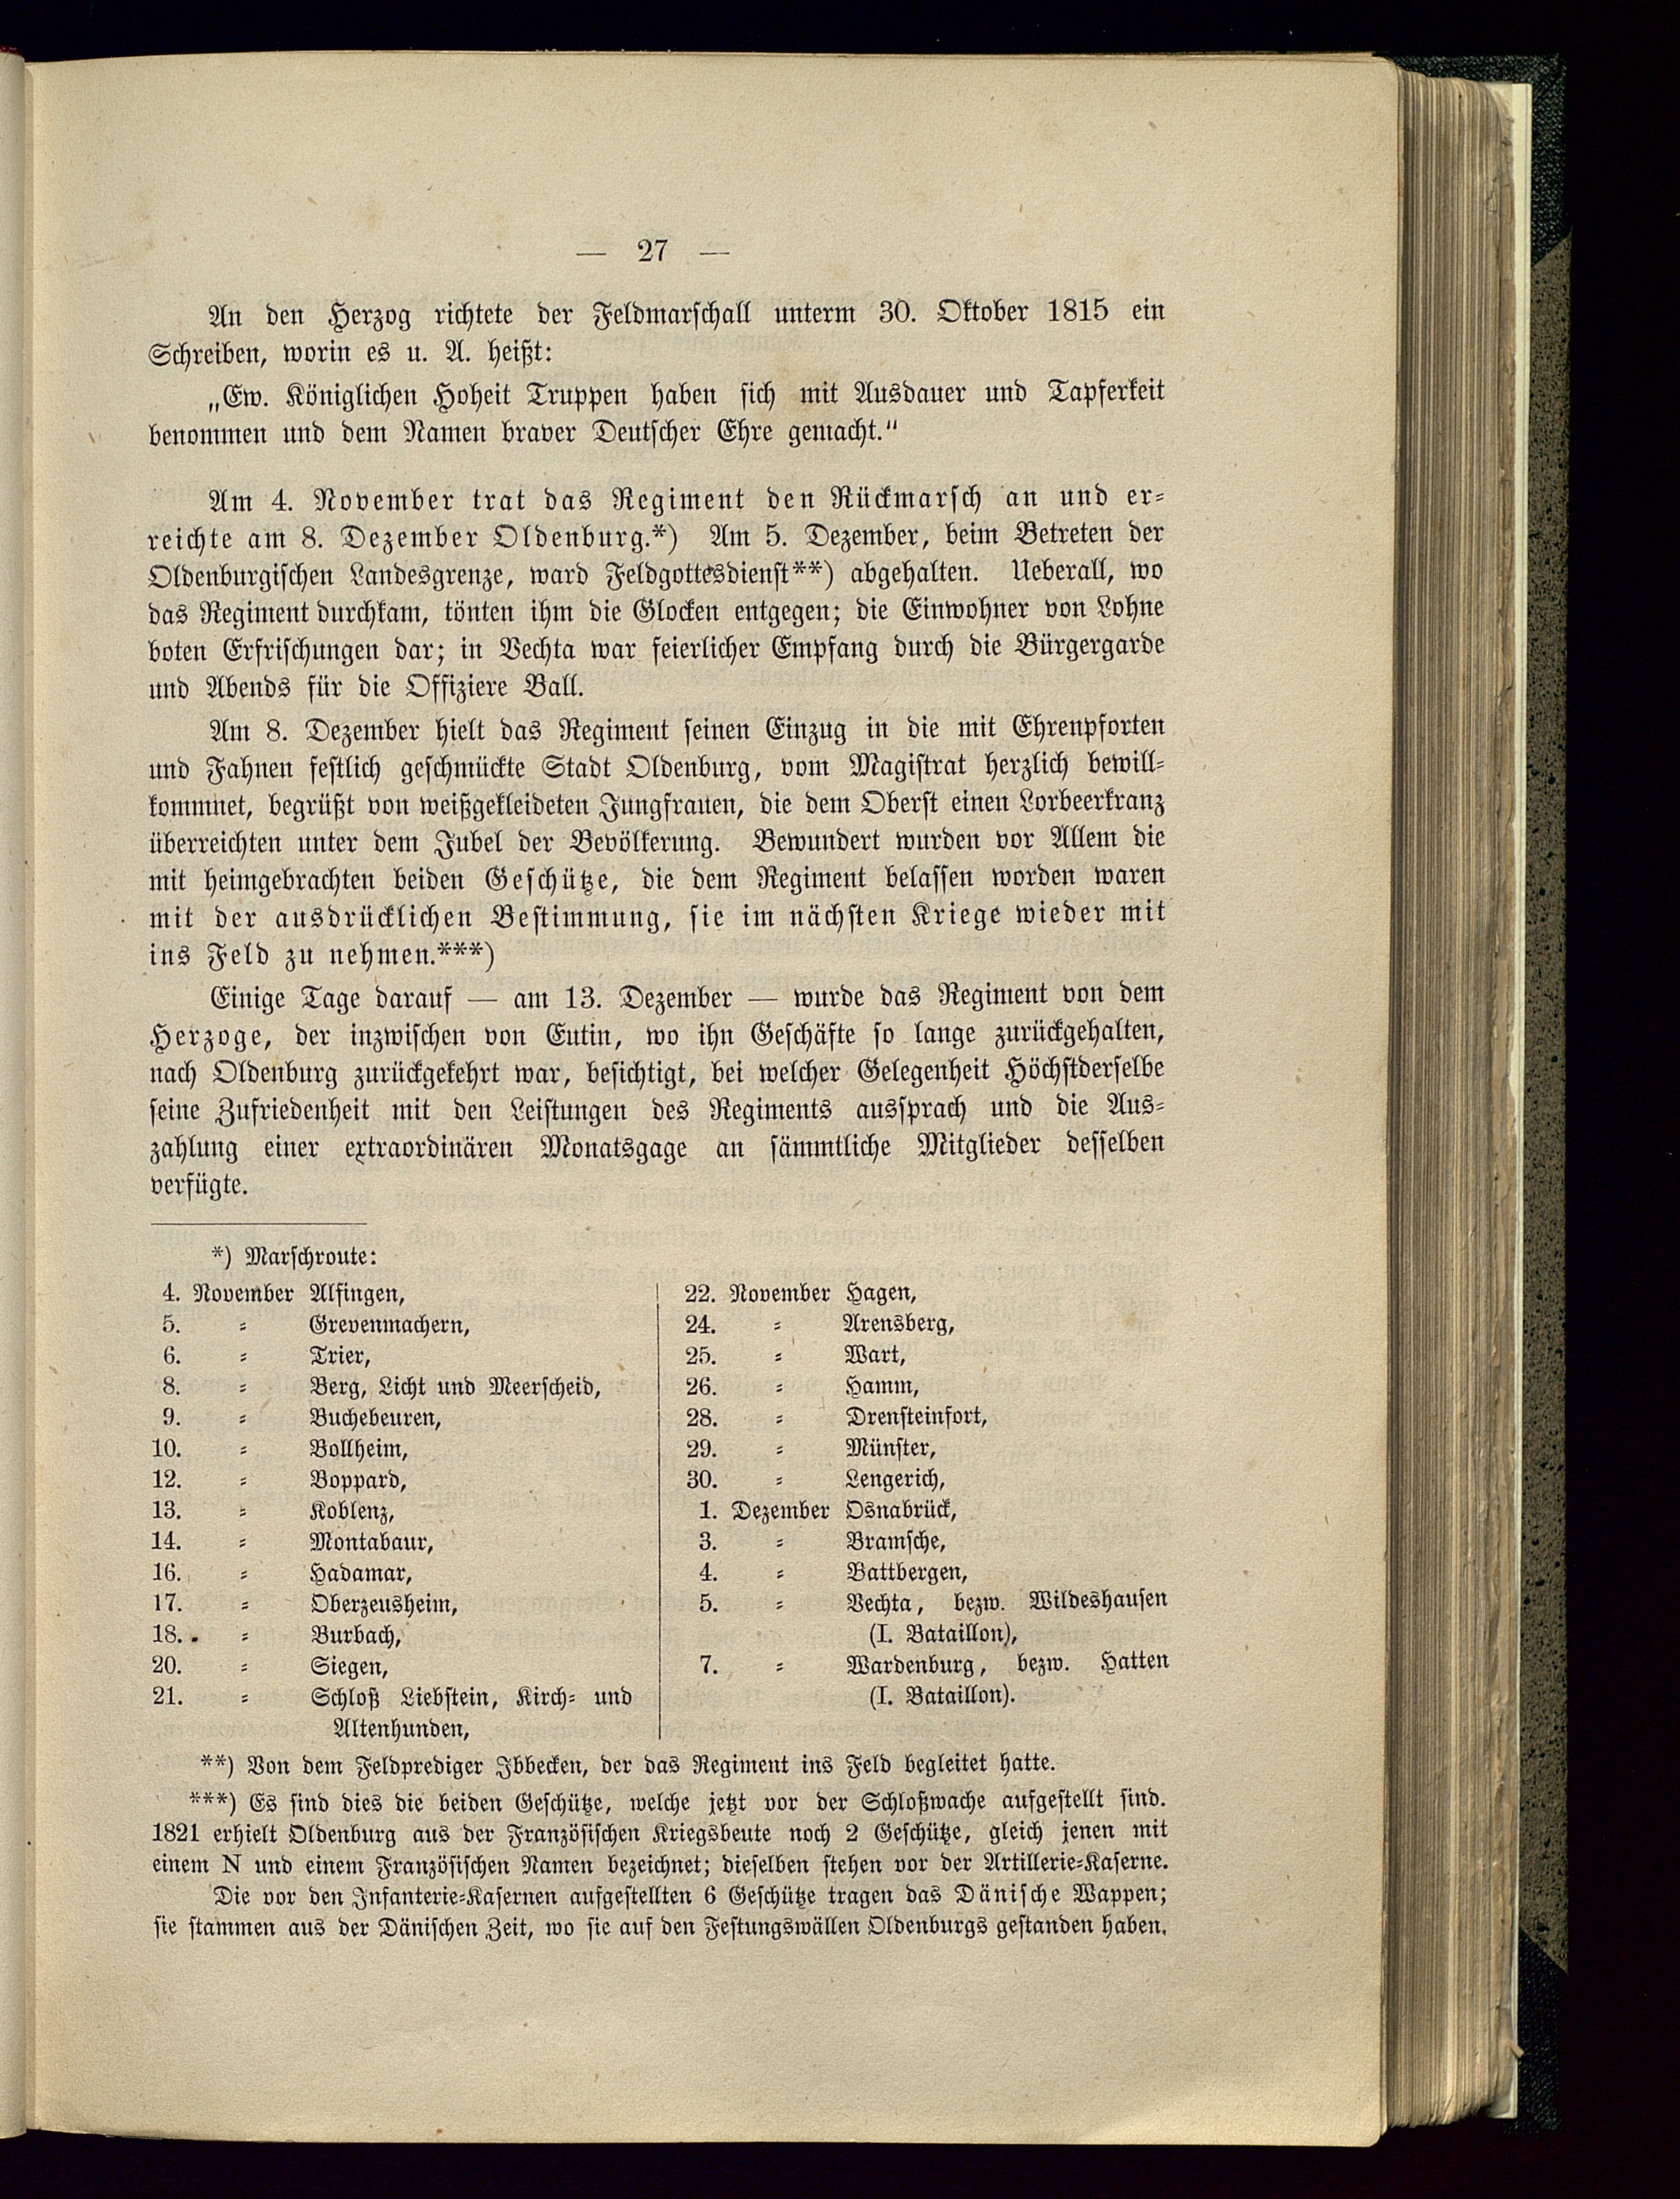 — 27 —
An den Herzog richtete der Feldmarschall unterm 30. Oktober 1815 ein
Schreiben, worin es u. A. heißt:
„Ew. Königlichen Hoheit Truppen haben sich mit Ausdauer und Tapferkeit
benommen und dem Namen braver Deutscher Ehre gemacht."
Am 4. November trat das Regiment den Rückmarsch an und er-
reichte am 8. Dezember Oldenburg.*) Am 5. Dezember, beim Betreten der
Oldenburgischen Landesgrenze, ward Feldgottesdienst**) abgehalten. Ueberall, wo
das Regiment durchkam, tönten ihm die Glocken entgegen; die Einwohner von Lohne
boten Erfrischungen dar; in Vechta war feierlicher Empfang durch die Bürgergarde
und Abends für die Offiziere Ball.
Am 8. Dezember hielt das Regiment seinen Einzug in die mit Ehrenpforten
und Fahnen festlich geschmückte Stadt Oldenburg, vom Magistrat herzlich bewill-
kommnet, begrüßt von weißgekleideten Jungfrauen, die dem Oberst einen Lorbeerkranz
überreichten unter dem Jubel der Bevölkerung. Bewundert wurden vor Allem die
mit heimgebrachten beiden Geschütze, die dem Regiment belassen worden waren
mit der ausdrücklichen Bestimmung, sie im nächsten Kriege wieder mit
ins Feld zu nehmen.***)
Einige Tage darauf — am 13. Dezember — wurde das Regiment von dem
Herzoge, der inzwischen von Eutin, wo ihn Geschäfte so lange zurückgehalten,
nach Oldenburg zurückgekehrt war, besichtigt, bei welcher Gelegenheit Höchstderselbe
seine Zufriedenheit mit den Leistungen des Regiments aussprach und die Aus-
zahlung einer extraordinären Monatsgage an sämmtliche Mitglieder desselben
verfügte.
*) Marschroute:
4. November Alfingen,
5. = Grevenmachern,
6. = Trier,
8. = Berg, Licht und Meerscheid,
9. = Buchebeuren,
10. = Bollheim,
12. = Boppard,
13. = Koblenz,
14. = Montabaur,
16. = Hadamar,
17. = Oberzeusheim,
18. = Burbach,
20. = Siegen,
21. = Schloß Liebstein, Kirch- und
Altenhunden,
22. November Hagen,
24. = Arensberg,
25. = Wart,
26. = Hamm,
28. = Drensteinfort,
29. = Münster,
30. = Lengerich,
1. Dezember Osnabrück,
3. = Bramsche,
4. = Battbergen,
5. = Vechta, bezw. Wildeshausen
(I. Bataillon),
7. = Wardenburg, bezw. Hatten
(I. Bataillon).
**) Von dem Feldprediger Ibbecken, der das Regiment ins Feld begleitet hatte.
***) Es sind dies die beiden Geschütze, welche jetzt vor der Schloßwache aufgestellt sind.
1821 erhielt Oldenburg aus der Französischen Kriegsbeute noch 2 Geschütze, gleich jenen mit
einem N und einem Französischen Namen bezeichnet; dieselben stehen vor der Artillerie-Kaserne.
Die vor den Infanterie-Kasernen aufgestellten 6 Geschütze tragen das Dänische Wappen;
sie stammen aus der Dänischen Zeit, wo sie auf den Festungswällen Oldenburgs gestanden haben.